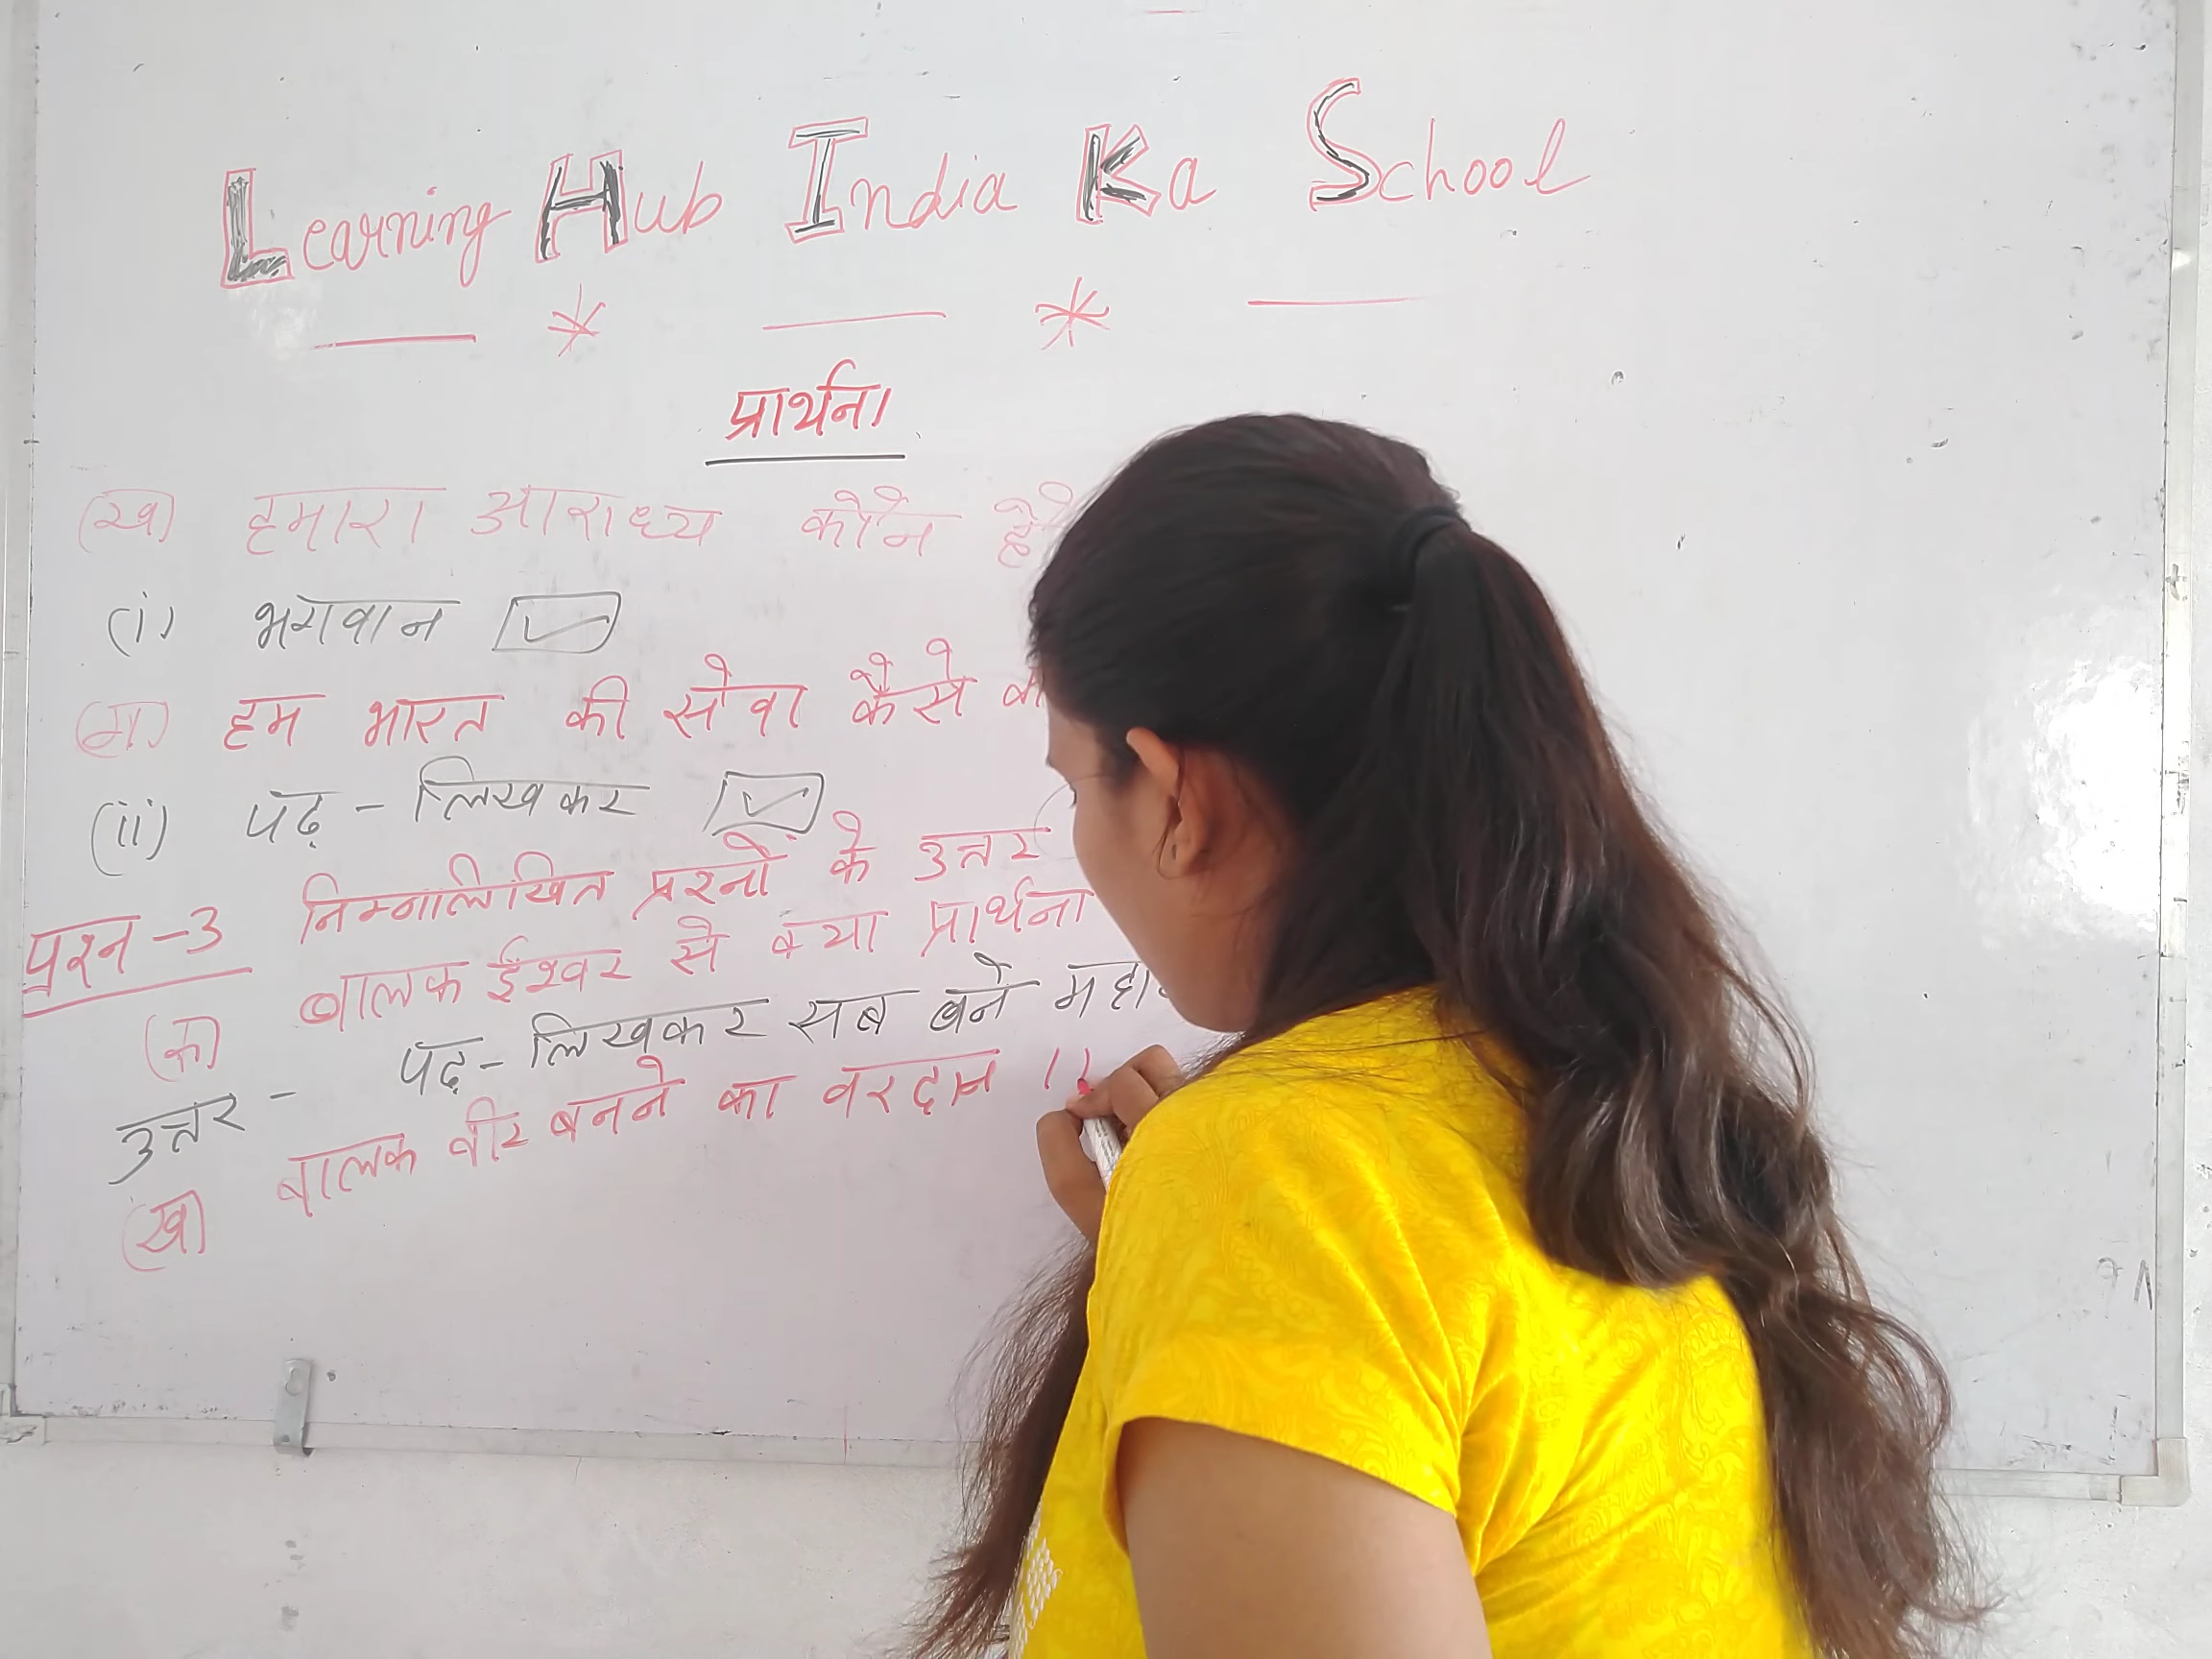 Learning Hub India Ka School
प्रार्थना
(ख) हमारा आराध्य कौन है
(i) भगवान
(ग) हम भारत की सेवा कैसे
(ii) पढ़ - लिखकर
प्रश्न -3 निम्नलिखित प्रश्नों के उत्तर
(क) बालक ईश्वर से क्या प्रार्थना
उत्तर - पढ़ - लिखकर सब बने
(ख) बालक वीर बनने का वरदान